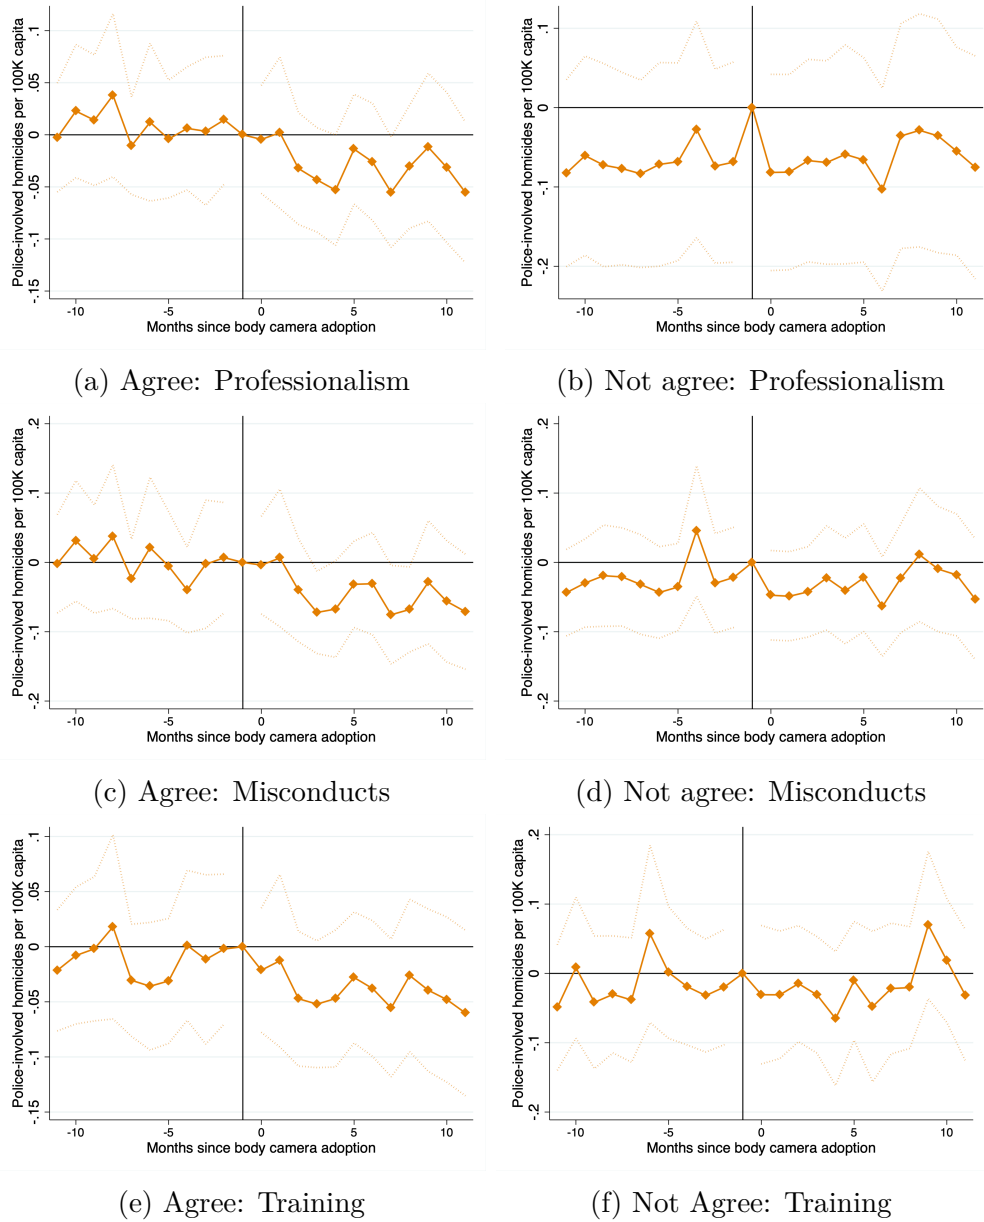 Police-involved homicides per 100K capita
.1
.05
0
-.05
-.1
-.15
-10 -5 0 5 10
Months since body camera adoption
(a) Agree: Professionalism
Police-involved homicides per 100K capita
.1
0
-.1
-.2
-10 -5 0 5 10
Months since body camera adoption
(b) Not agree: Professionalism
Police-involved homicides per 100K capita
.2
.1
0
-.1
-.2
-10 -5 0 5 10
Months since body camera adoption
(c) Agree: Misconducts
Police-involved homicides per 100K capita
.2
.1
0
-.1
-.2
-10 -5 0 5 10
Months since body camera adoption
(d) Not agree: Misconducts
Police-involved homicides per 100K capita
.1
.05
0
-.05
-.1
-.15
-10 -5 0 5 10
Months since body camera adoption
(e) Agree: Training
Police-involved homicides per 100K capita
.2
.1
0
-.1
-.2
-10 -5 0 5 10
Months since body camera adoption
(f) Not Agree: Training